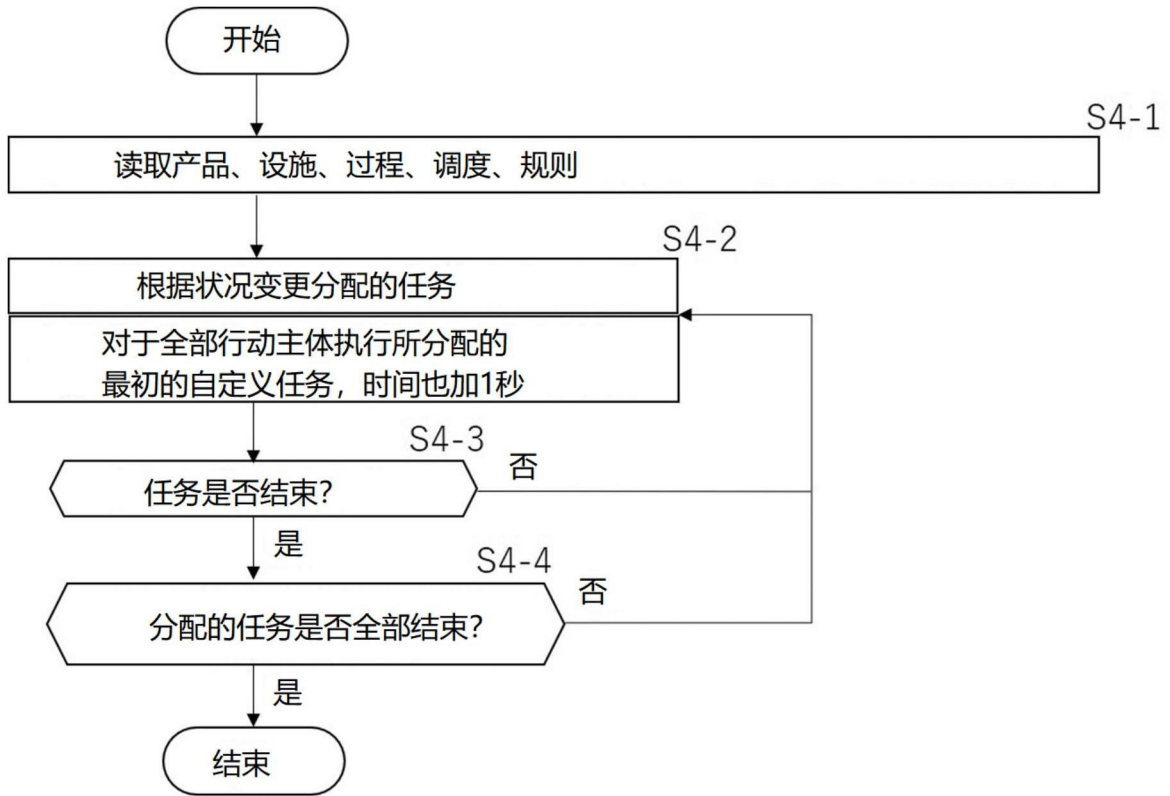 开始
S4-1
读取产品、设施、过程、调度、规则
S4-2
根据状况变更分配的任务
对于全部行动主体执行所分配的
最初的自定义任务，时间也加1秒
S4-3
否
任务是否结束？
是
S4-4
否
分配的任务是否全部结束？
是
结束